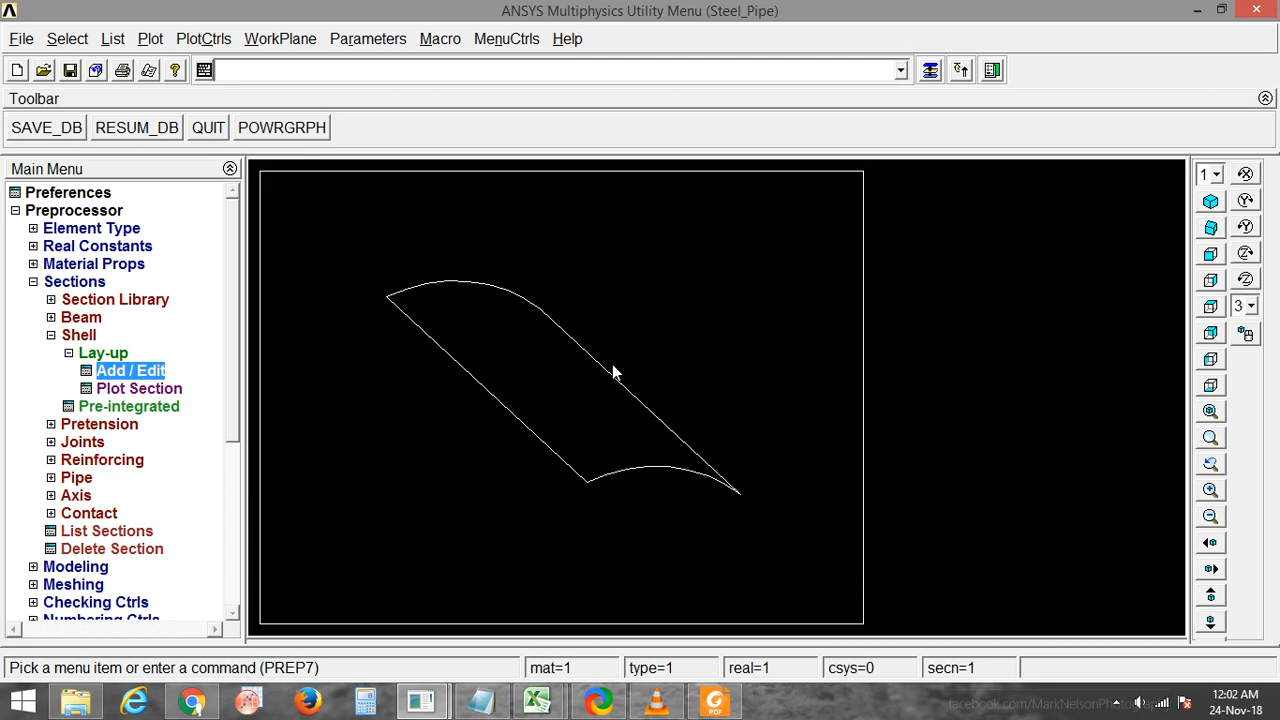 ANSYS Multiphysics Utility Menu (Steel_Pipe)
File Select List Plot PlotCtrls WorkPlane Parameters Macro MenuCtrls Help
Toolbar
SAVE_DB RESUM_DB QUIT POWRGRPH
Main Menu
Preferences
Preprocessor
Element Type
Real Constants
Material Props
Sections
Section Library
Beam
Shell
Lay-up
Add / Edit
Plot Section
Pre-integrated
Pretension
Joints
Reinforcing
Pipe
Axis
Contact
List Sections
Delete Section
Modeling
Meshing
Checking Ctrls
Numbering Ctrls
1
3
Pick a menu item or enter a command (PREP7) mat=1 type=1 real=1 csys=0 secn=1
PDF
12:02 AM
24-Nov-18